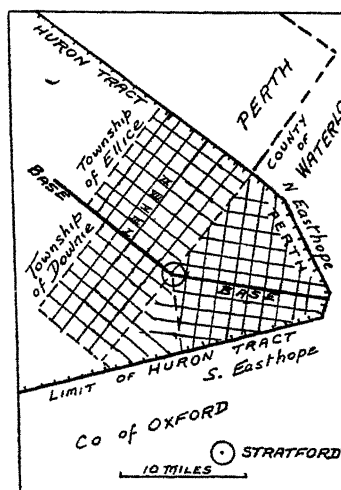 HURON TRACT
PERTH
COUNTY
OF
WATERLO
Township
of Ellice
BASE
Township
of Downie
N Easthope
PERTH
BASE
LIMIT OF HURON TRACT
S. Easthope
Co of OXFORD
STRATFORD
10 MILES